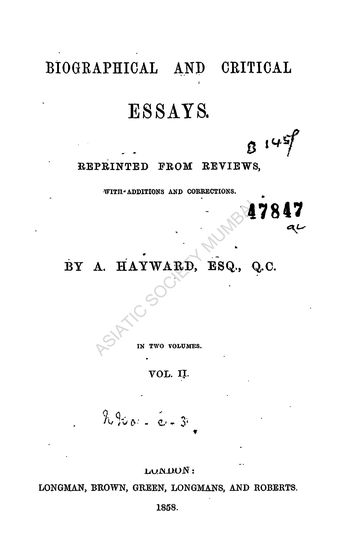 BIOGRAPHICAL AND CRITICAL
ESSAYS.
REPRINTED FROM REVIEWS,
WITH ADDITIONS AND CORRECTIONS.
47847
BY A. HAYWARD, ESQ., Q.C.
ASIATIC SOCIETY MUMBAI
IN TWO VOLUMES.
VOL. II.
LONDON:
LONGMAN, BROWN, GREEN, LONGMANS, AND ROBERTS.
1858.